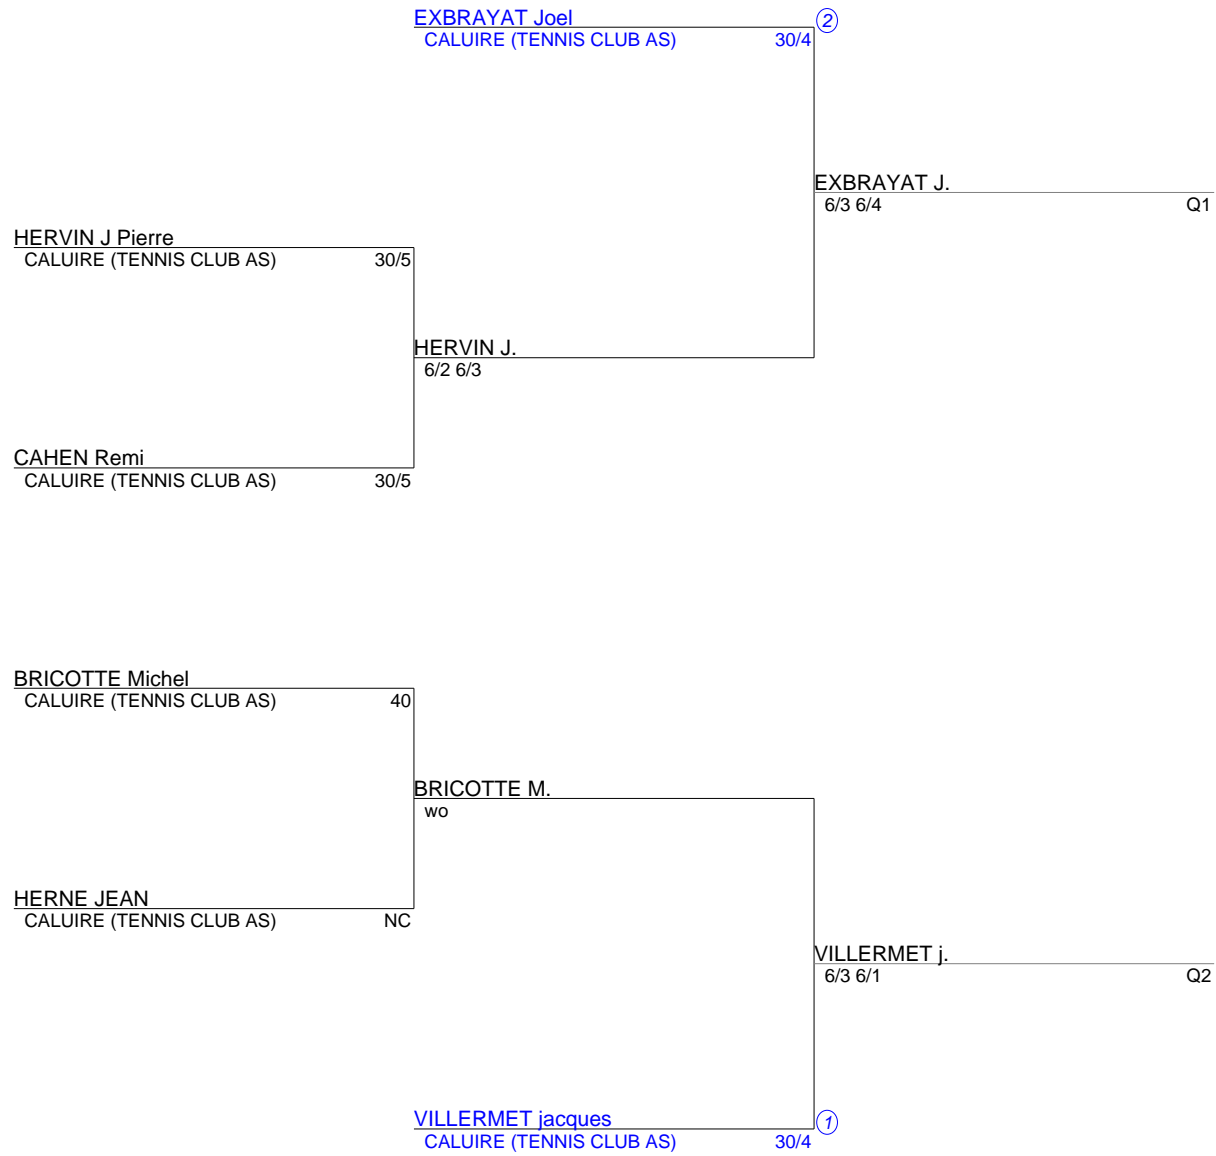 EXBRAYAT Joel 2
CALUIRE (TENNIS CLUB AS) 30/4
EXBRAYAT J.
6/3 6/4 Q1
HERVIN J Pierre
CALUIRE (TENNIS CLUB AS) 30/5
HERVIN J.
6/2 6/3
CAHEN Remi
CALUIRE (TENNIS CLUB AS) 30/5
BRICOTTE Michel
CALUIRE (TENNIS CLUB AS) 40
BRICOTTE M.
wo
HERNE JEAN
CALUIRE (TENNIS CLUB AS) NC
VILLERMET j.
6/3 6/1 Q2
VILLERMET jacques 1
CALUIRE (TENNIS CLUB AS) 30/4